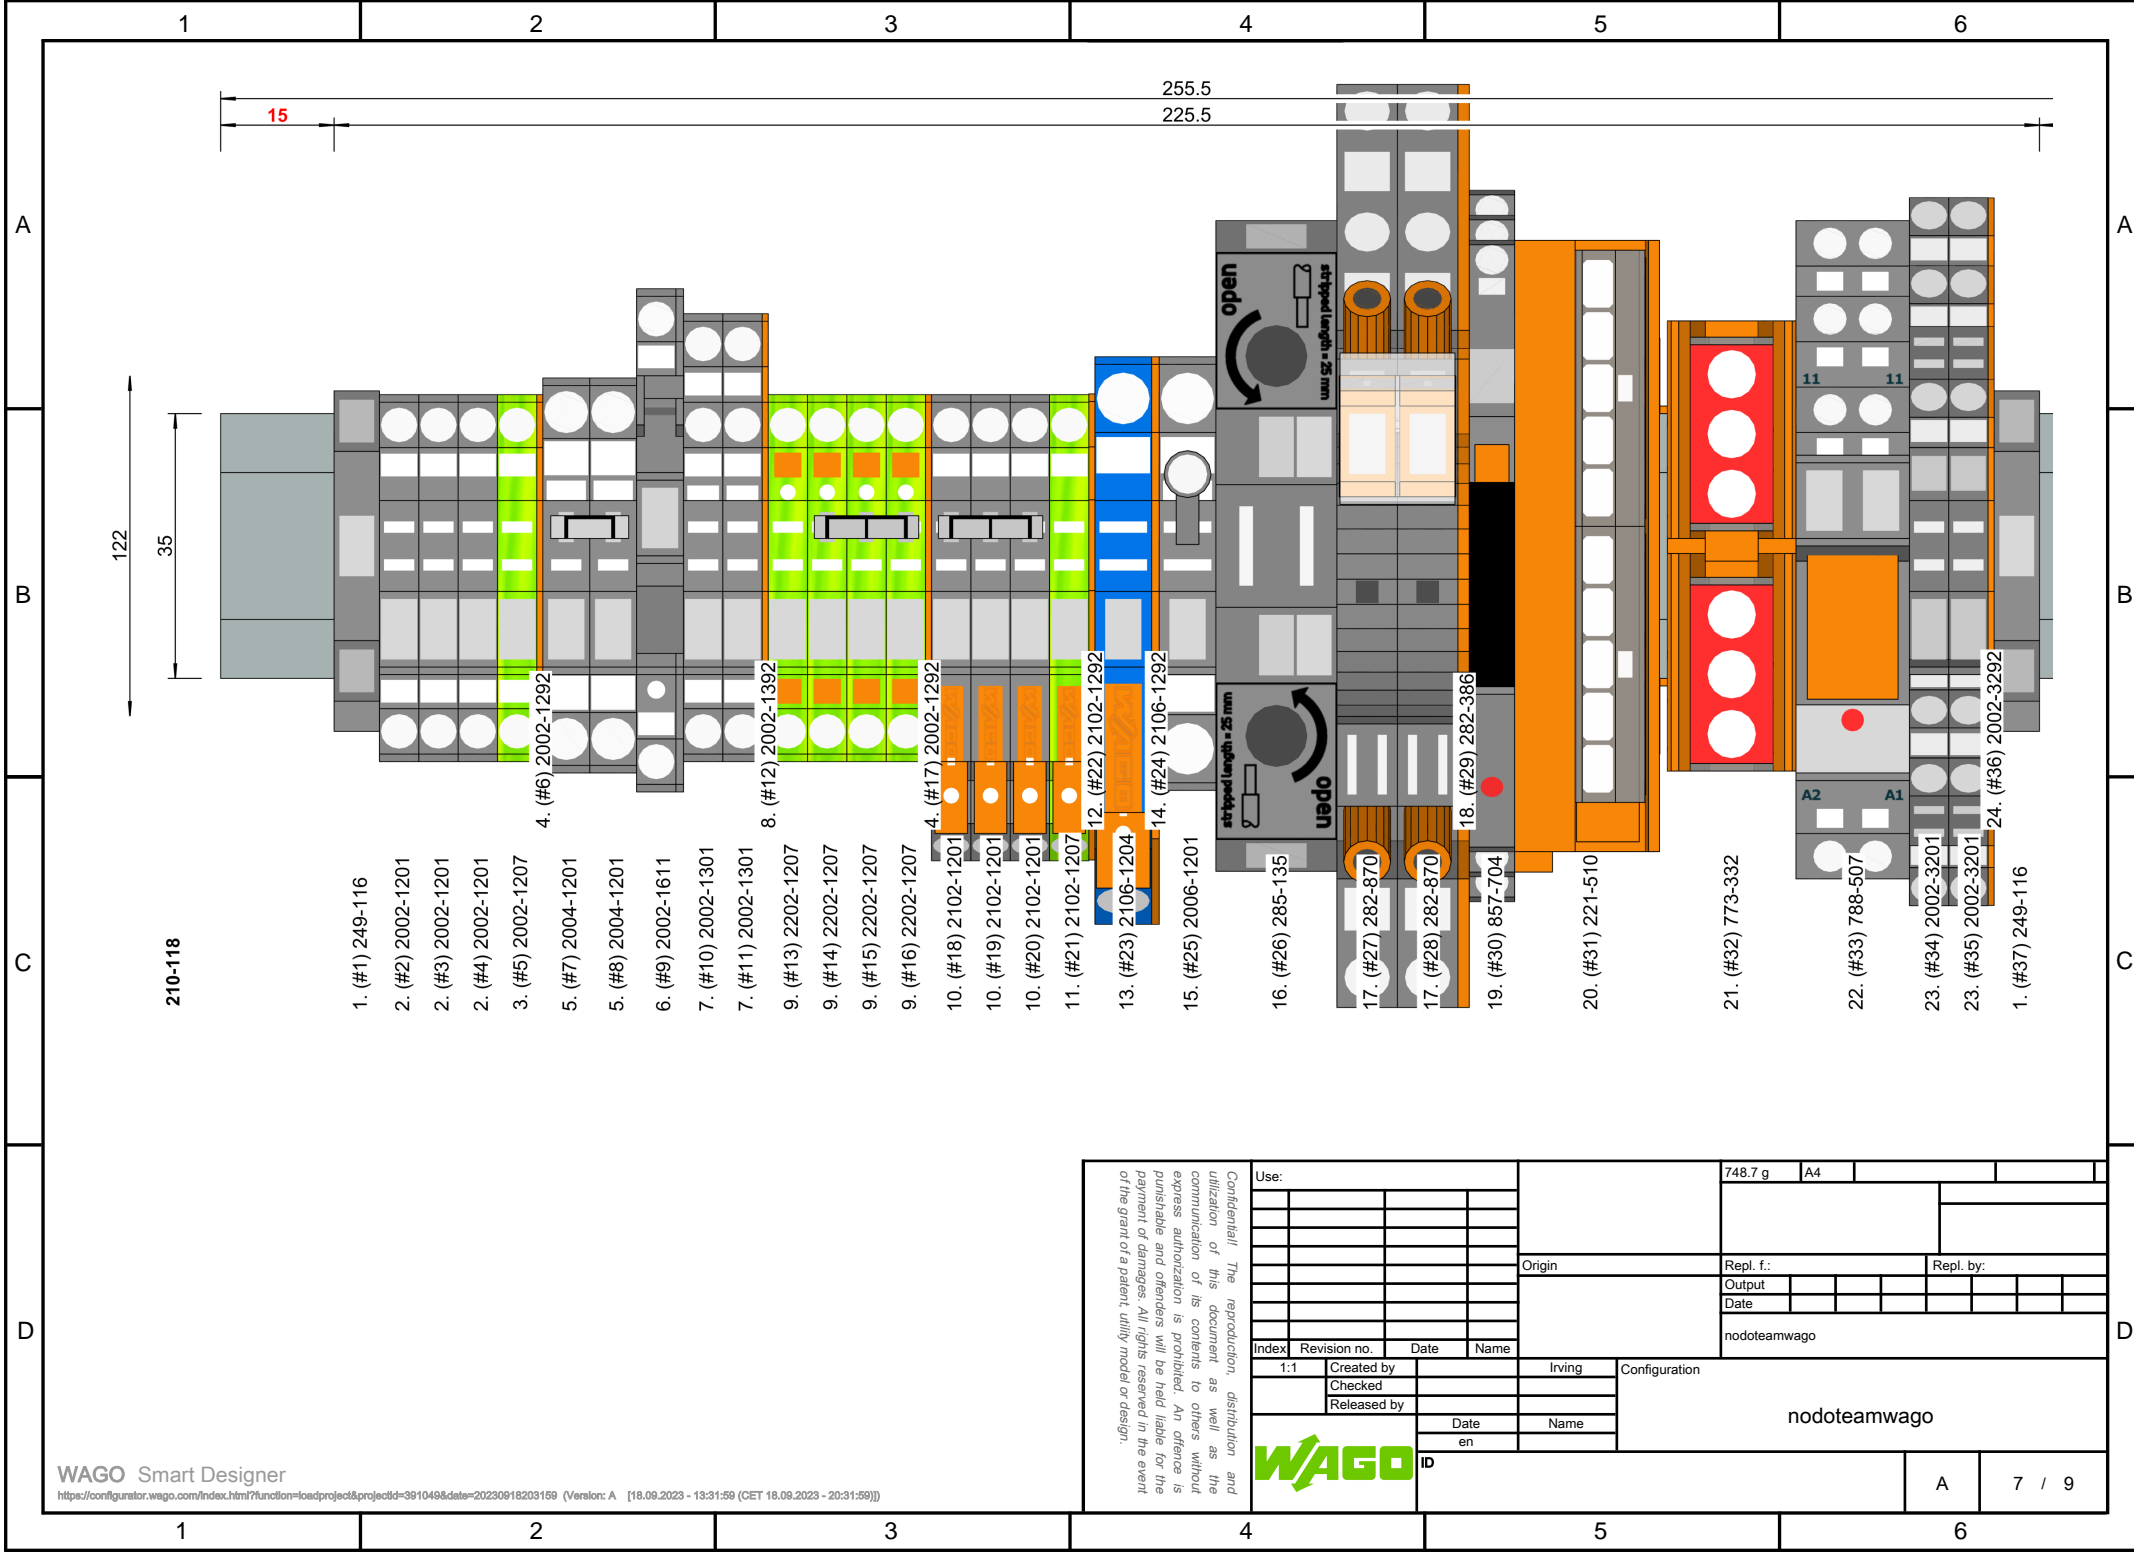 1 2 3 4 5 6
255.5
15
225.5
A A
open
stripped length = 25 mm
11 11
122
35
B B
stripped length = 25 mm
open
A2 A1
4. (#6) 2002-1292
8. (#12) 2002-1392
4. (#17) 2002-1292
12. (#22) 2102-1292
14. (#24) 2106-1292
18. (#29) 282-386
24. (#36) 2002-3292
210-118
1. (#1) 249-116
2. (#2) 2002-1201
2. (#3) 2002-1201
2. (#4) 2002-1201
3. (#5) 2002-1207
5. (#7) 2004-1201
5. (#8) 2004-1201
6. (#9) 2002-1611
7. (#10) 2002-1301
7. (#11) 2002-1301
9. (#13) 2202-1207
9. (#14) 2202-1207
9. (#15) 2202-1207
9. (#16) 2202-1207
10. (#18) 2102-1201
10. (#19) 2102-1201
10. (#20) 2102-1201
11. (#21) 2102-1207
13. (#23) 2106-1204
15. (#25) 2006-1201
16. (#26) 285-135
17. (#27) 282-870
17. (#28) 282-870
19. (#30) 857-704
20. (#31) 221-510
21. (#32) 773-332
22. (#33) 788-507
23. (#34) 2002-3201
23. (#35) 2002-3201
1. (#37) 249-116
C C
D D
Confidential! The reproduction, distribution and
utilization of this document as well as the
communication of its contents to others without
express authorization is prohibited. An offence is
punishable and offenders will be held liable for the
payment of damages. All rights reserved in the event
of the grant of a patent, utility model or design.
Use:
748.7 g A4
Origin
Repl. f.: Repl. by:
Output
Date
nodoteamwago
Index Revision no. Date Name
1:1 Created by Irving Configuration
Checked
Released by
nodoteamwago
Date Name
en
WAGO
ID
A 7 / 9
WAGO Smart Designer
https://configurator.wago.com/index.html?function=loadproject&projectid=391049&date=20230918203159 (Version: A [18.09.2023 - 13:31:59 (CET 18.09.2023 - 20:31:59)])
1 2 3 4 5 6